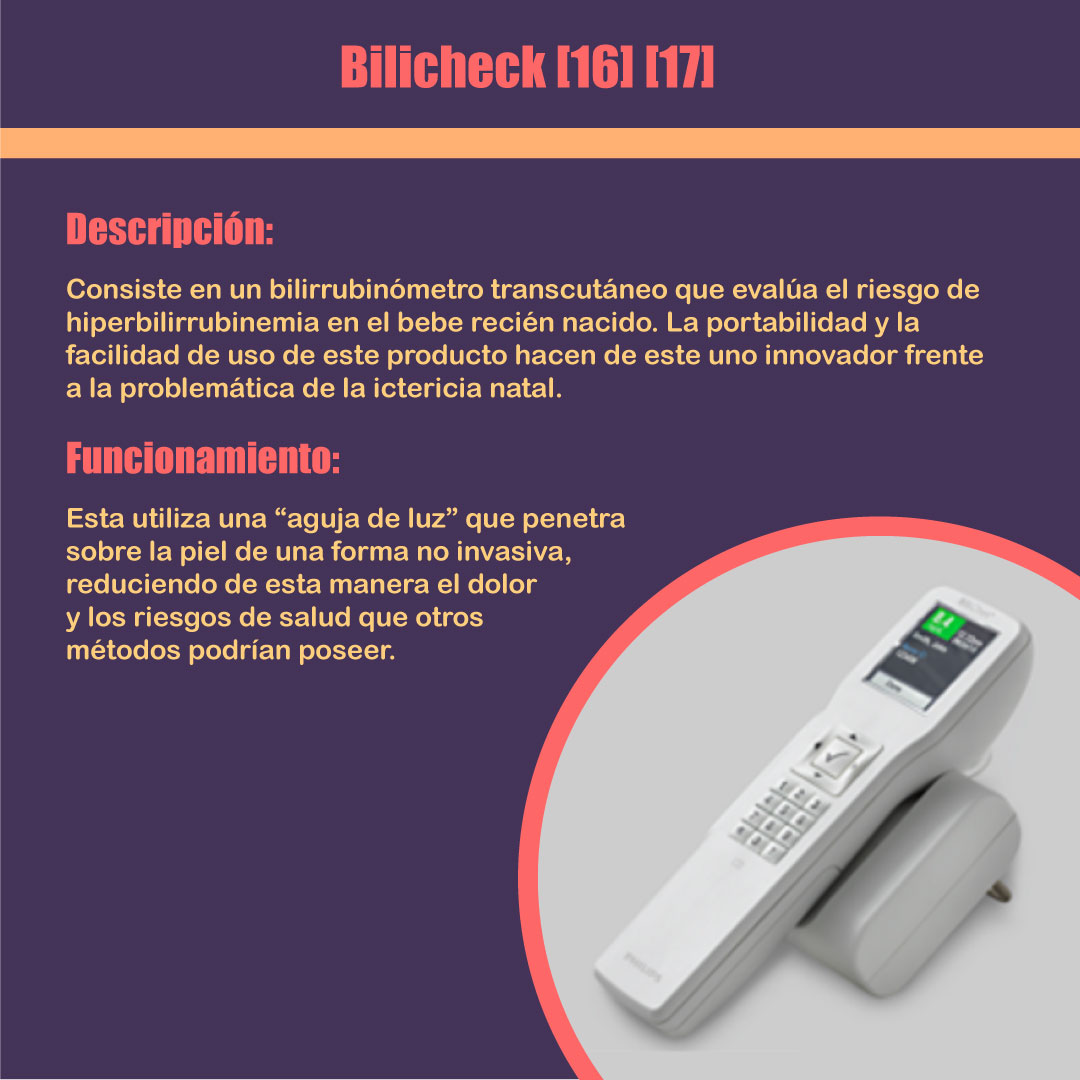 Bilicheck [16] [17]
Descripción:
Consiste en un bilirrubinómetro transcutáneo que evalúa el riesgo de
hiperbilirrubinemia en el bebe recién nacido. La portabilidad y la
facilidad de uso de este producto hacen de este uno innovador frente
a la problemática de la ictericia natal.
Funcionamiento:
Esta utiliza una “aguja de luz” que penetra
sobre la piel de una forma no invasiva,
reduciendo de esta manera el dolor
y los riesgos de salud que otros
métodos podrían poseer.
8.4
PHILIPS